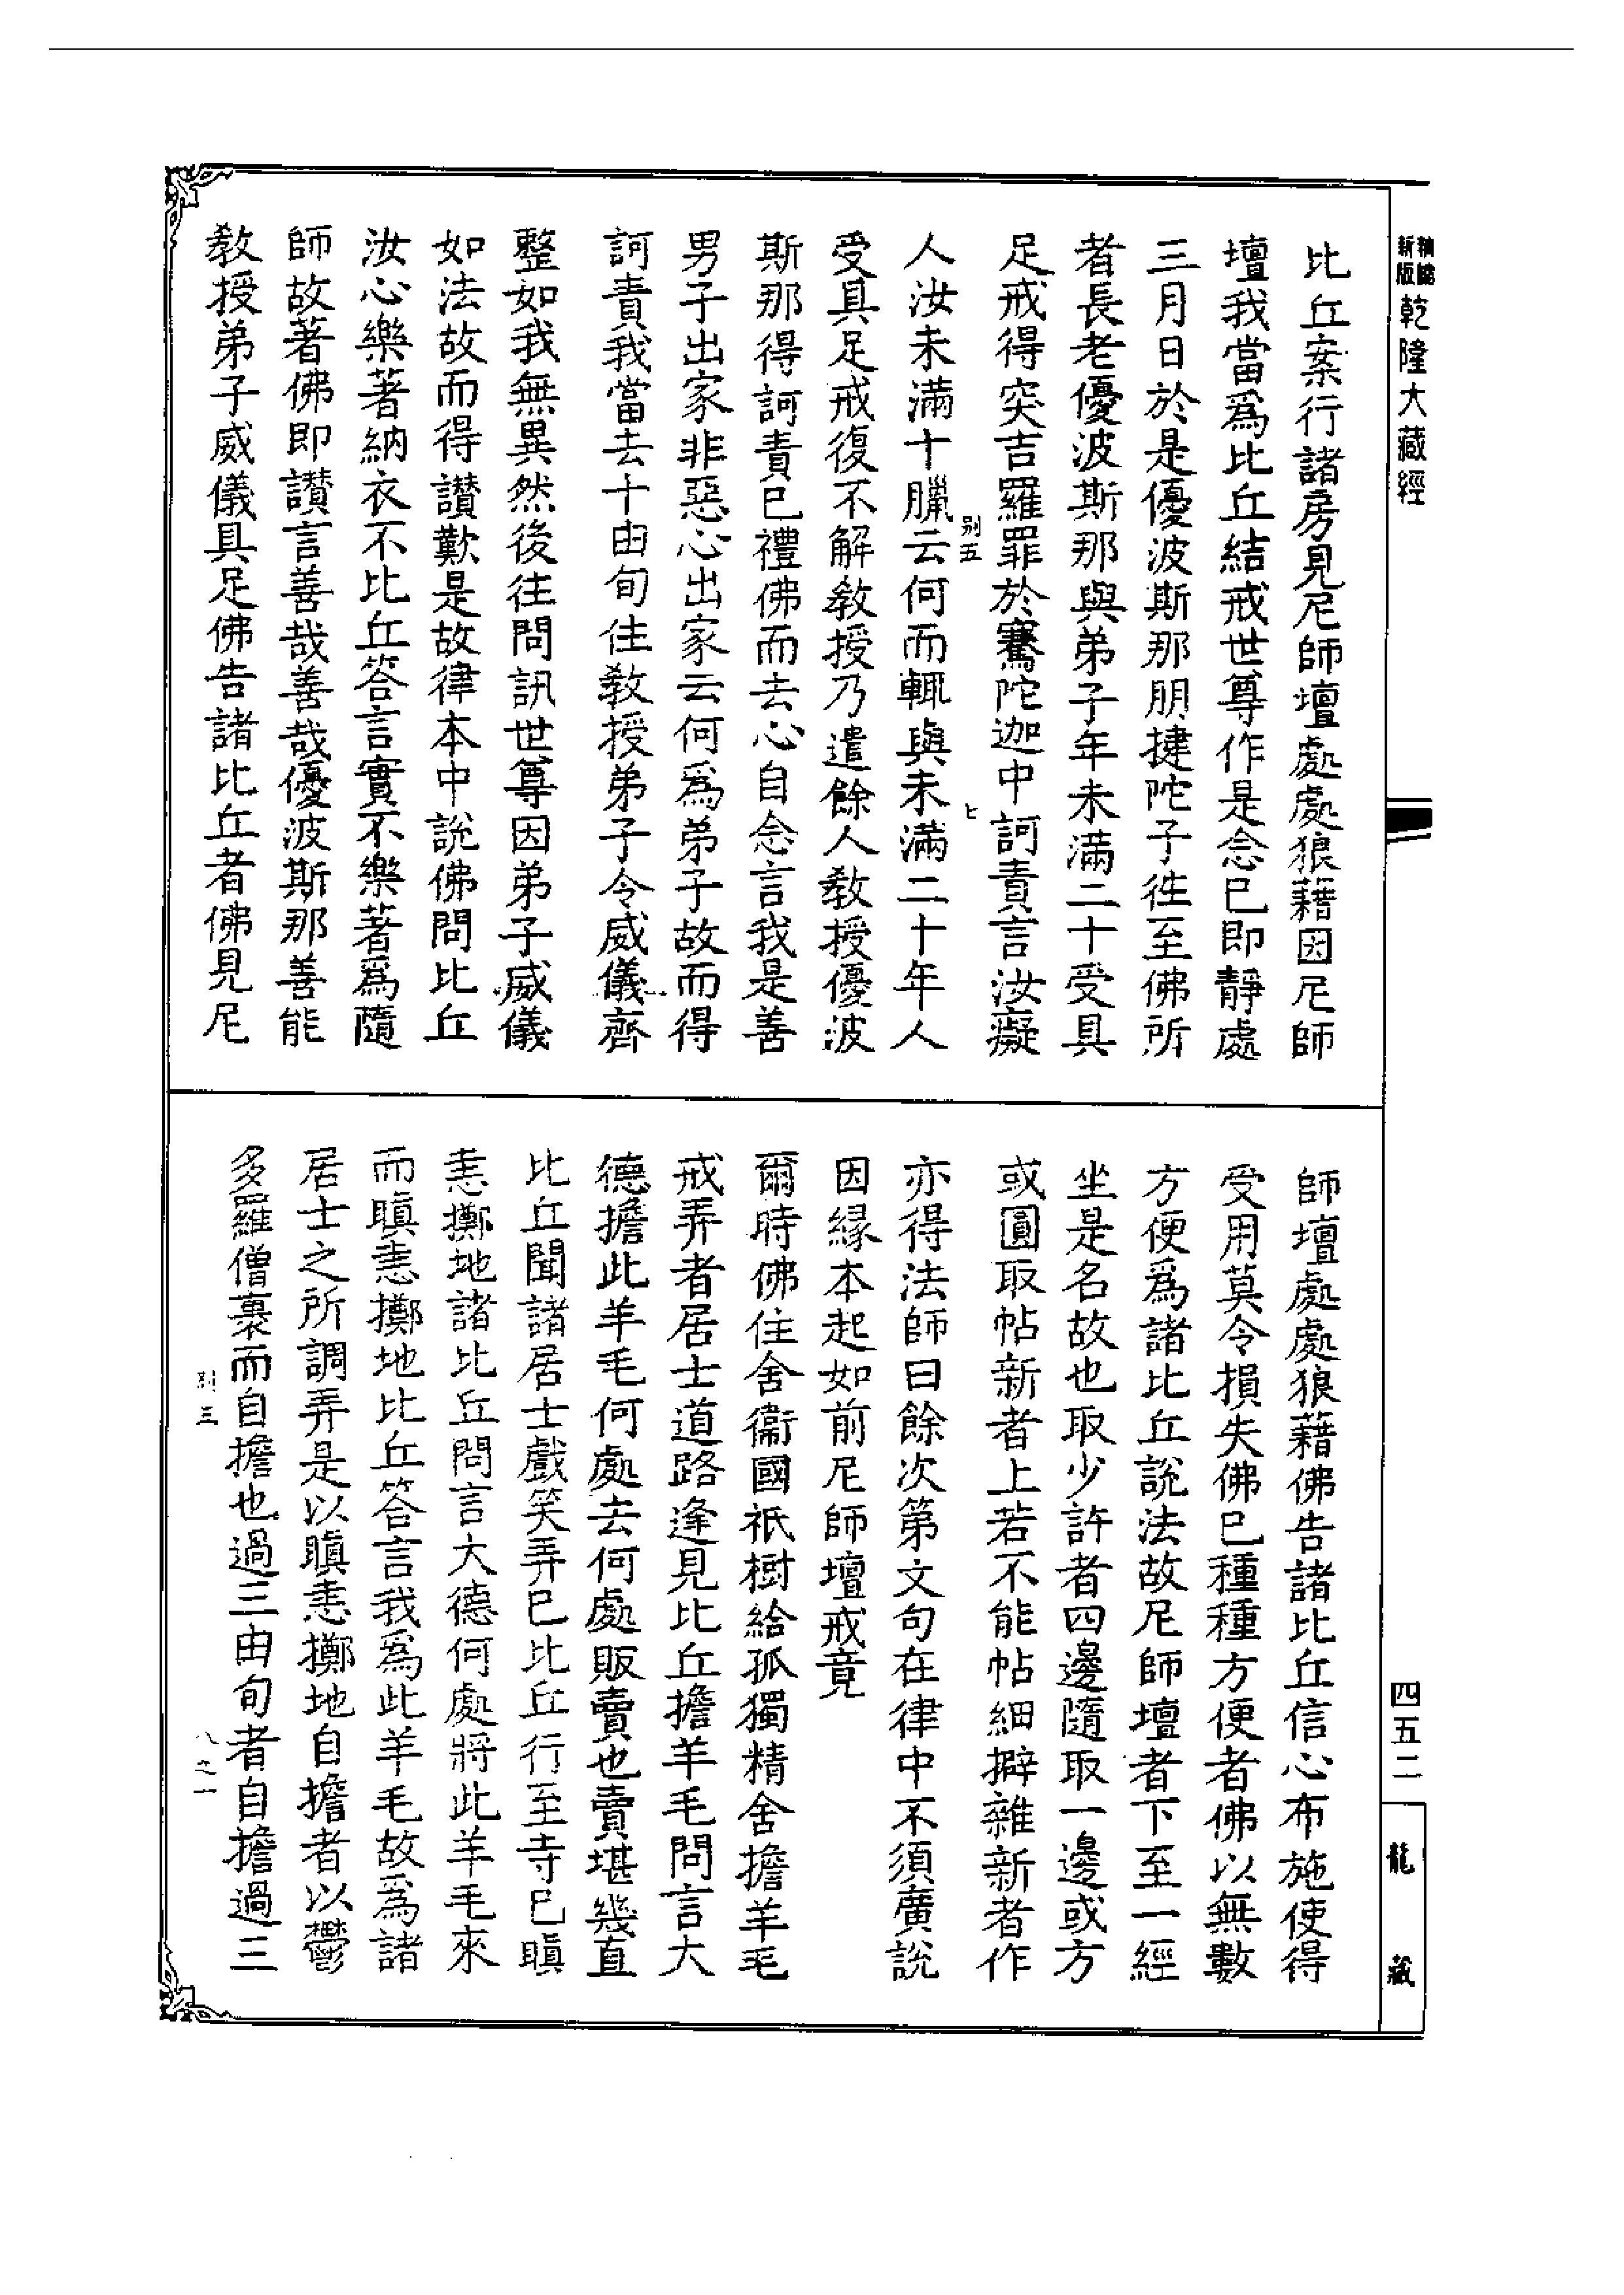 新版
乾隆大藏經
比丘案行諸房見尼師壇處處狼藉因尼師
壇我當爲比丘結戒世尊作是念已即靜處
三月日於是優波斯那朋揵陀子徃至佛所
者長老優波斯那與弟子年未滿二十受具
足戒得突吉羅罪於騫陀迦中訶責言汝癡
别五
七
人汝未滿十臘云何而輒與未滿二十年人
受具足戒復不解敎授乃遣餘人敎授優波
斯那得訶責已禮佛而去心自念言我是善
男子出家非惡心出家云何爲弟子故而得
訶責我當去十由旬住敎授弟子令威儀齊
整如我無異然後往問訊世尊因弟子威儀
如法故而得讚歎是故律本中說佛問比丘
汝心樂著納衣不比丘答言實不樂著爲隨
師故著佛即讚言善哉善哉優波斯那善能
敎授弟子威儀具足佛告諸比丘者佛見尼
師壇處處狼藉佛告諸比丘信心布施使得
受用莫令損失佛已種種方便者佛以無數
方便爲諸比丘說法故尼師壇者下至一經
坐是名故也取少許者四邊隨取一邊或方
或圓取帖新者上若不能帖細擗雜新者作
亦得法師曰餘次第文句在律中不須廣說
因緣本起如前尼師壇戒竟
爾時佛住舍衞國祇樹給孤獨精舍擔羊毛
戒弄者居士道路逢見比丘擔羊毛問言大
德擔此羊毛何處去何處販賣也賣堪幾直
比丘聞諸居士戲笑弄已比丘行至寺已瞋
恚擲地諸比丘問言大德何處將此羊毛來
而瞋恚擲地比丘答言我爲此羊毛故爲諸
居士之所調弄是以瞋恚擲地自擔者以鬱
多羅僧裹而自擔也過三由旬者自擔過三
别三
八之一
四五二
龍藏